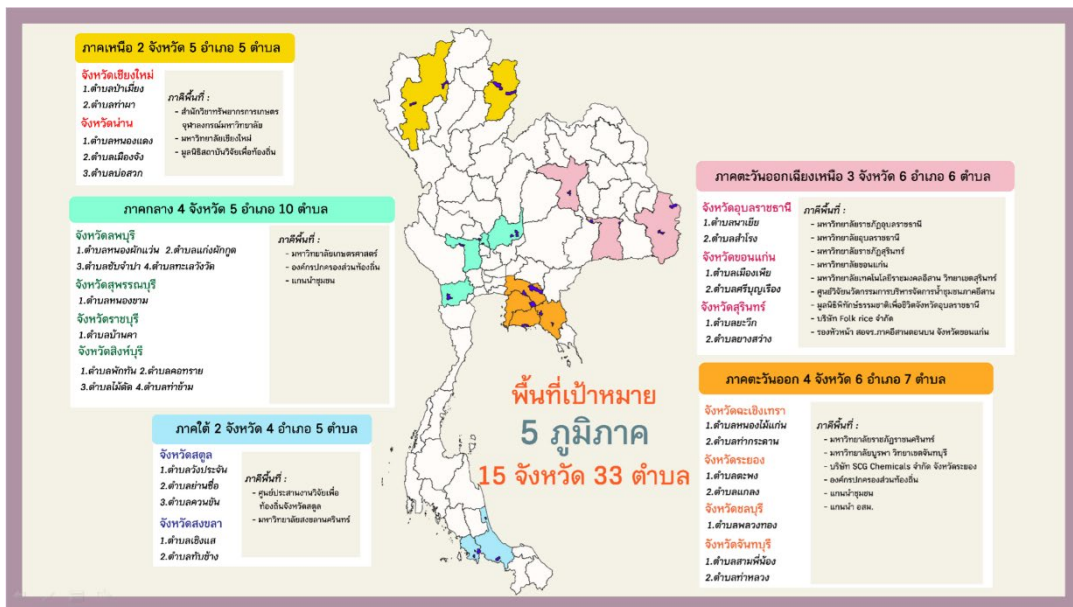 ภาคเหนือ 2 จังหวัด 5 อำเภอ 5 ตำบล
จังหวัดเชียงใหม่
1.ตำบลป่าเมี่ยง
2.ตำบลท่าผา
จังหวัดน่าน
1.ตำบลหนองแดง
2.ตำบลเมืองจัง
3.ตำบลบ่อสวก
ภาคีพื้นที่ :
- สำนักวิชาทรัพยากรการเกษตร
จุฬาลงกรณ์มหาวิทยาลัย
- มหาวิทยาลัยเชียงใหม่
- มูลนิธิสถาบันวิจัยเพื่อท้องถิ่น
ภาคกลาง 4 จังหวัด 5 อำเภอ 10 ตำบล
จังหวัดลพบุรี
1.ตำบลหนองผักแว่น 2.ตำบลแก่งผักกูด
3.ตำบลซับจำปา 4.ตำบลทะเลวังวัด
จังหวัดสุพรรณบุรี
1.ตำบลหนองขาม
จังหวัดราชบุรี
1.ตำบลบ้านคา
จังหวัดสิงห์บุรี
1.ตำบลพักทัน 2.ตำบลคอทราย
3.ตำบลไม้ดัด 4.ตำบลท่าข้าม
ภาคีพื้นที่ :
- มหาวิทยาลัยเกษตรศาสตร์
- องค์กรปกครองส่วนท้องถิ่น
- แกนนำชุมชน
ภาคใต้ 2 จังหวัด 4 อำเภอ 5 ตำบล
จังหวัดสตูล
1.ตำบลวังประจัน
2.ตำบลย่านซื่อ
3.ตำบลควนขัน
จังหวัดสงขลา
1.ตำบลเชิงแส
2.ตำบลทับช้าง
ภาคีพื้นที่ :
- ศูนย์ประสานงานวิจัยเพื่อ
ท้องถิ่นจังหวัดสตูล
- มหาวิทยาลัยสงขลานครินทร์
พื้นที่เป้าหมาย
5 ภูมิภาค
15 จังหวัด 33 ตำบล
ภาคตะวันออกเฉียงเหนือ 3 จังหวัด 6 อำเภอ 6 ตำบล
จังหวัดอุบลราชธานี
1.ตำบลนาเยีย
2.ตำบลสำโรง
จังหวัดขอนแก่น
1.ตำบลเมืองเพีย
2.ตำบลศรีบุญเรือง
จังหวัดสุรินทร์
1.ตำบลยะวึก
2.ตำบลยางสว่าง
ภาคีพื้นที่ :
- มหาวิทยาลัยราชภัฏอุบลราชธานี
- มหาวิทยาลัยอุบลราชธานี
- มหาวิทยาลัยราชภัฏสุรินทร์
- มหาวิทยาลัยขอนแก่น
- มหาวิทยาลัยเทคโนโลยีราชมงคลอีสาน วิทยาเขตสุรินทร์
- ศูนย์วิจัยนวัตกรรมการบริหารจัดการน้ำชุมชนภาคอีสาน
- มูลนิธิพิทักษ์ธรรมชาติเพื่อชีวิตจังหวัดอุบลราชธานี
- บริษัท Folk rice จำกัด
- รองหัวหน้า สอจร.ภาคอีสานตอนบน จังหวัดขอนแก่น
ภาคตะวันออก 4 จังหวัด 6 อำเภอ 7 ตำบล
จังหวัดฉะเชิงเทรา
1.ตำบลหนองไม้แก่น
2.ตำบลท่ากระดาน
จังหวัดระยอง
1.ตำบลตะพง
2.ตำบลแกลง
จังหวัดชลบุรี
1.ตำบลพลวงทอง
จังหวัดจันทบุรี
1.ตำบลสามพี่น้อง
2.ตำบลท่าหลวง
ภาคีพื้นที่ :
- มหาวิทยาลัยราชภัฏราชนครินทร์
- มหาวิทยาลัยบูรพา วิทยาเขตจันทบุรี
- บริษัท SCG Chemicals จำกัด จังหวัดระยอง
- องค์กรปกครองส่วนท้องถิ่น
- แกนนำชุมชน
- แกนนำ อสม.